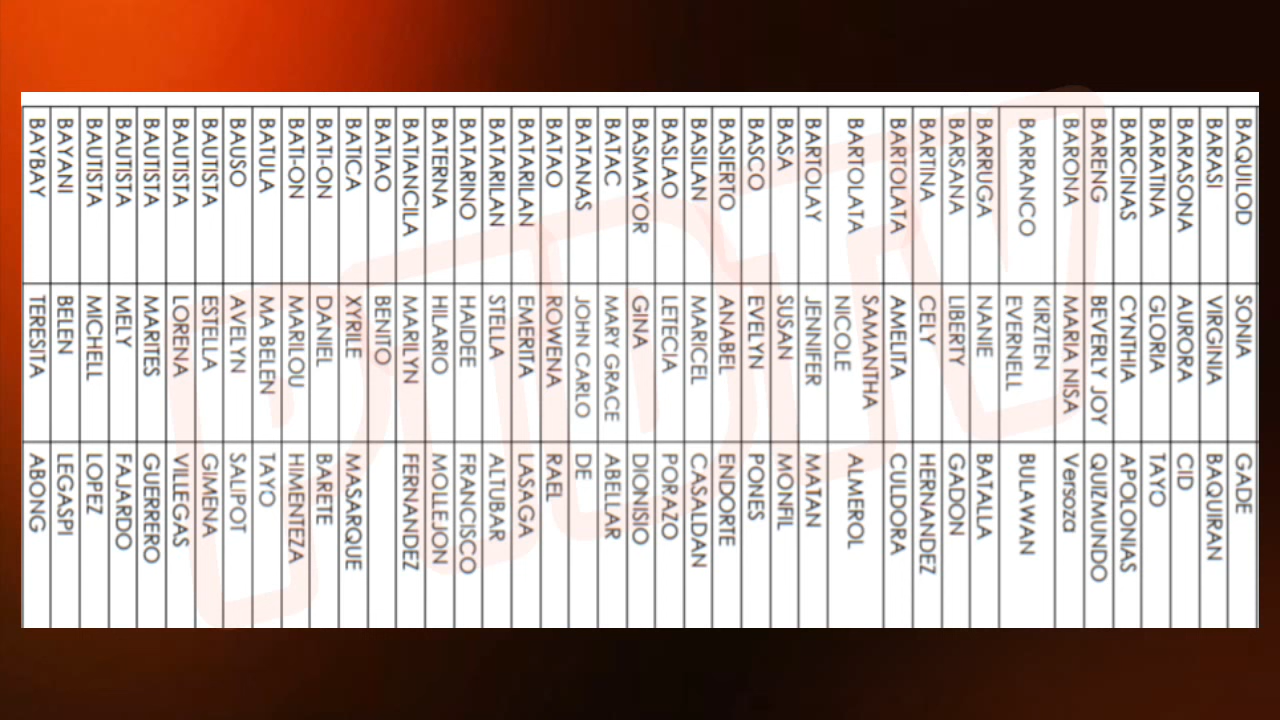 BAQUILOD SONIA GADE
BARASI VIRGINIA BAQUIRAN
BARASONA AURORA CID
BARATINA GLORIA TAYO
BARCINAS CYNTHIA APOLONIAS
BARENG BEVERLY JOY QUIZMUNDO
BARONA MARIA NISA Versoza
BARRANCO KIRZTEN EVERNELL BULAWAN
BARRUGA NANIE BATALLA
BARSANA LIBERTY GADON
BARTINA CELY HERNANDEZ
BARTOLATA AMELITA CULDORA
BARTOLATA SAMANTHA NICOLE ALMEROL
BARTOLAY JENNIFER MATAN
BASA SUSAN MONFIL
BASCO EVELYN PONES
BASIERTO ANABEL ENDORTE
BASILAN MARICEL CASALDAN
BASLAO LETECIA PORAZO
BASMAYOR GINA DIONISIO
BATAC MARY GRACE ABELLAR
BATANAS JOHN CARLO DE
BATAO ROWENA RAEL
BATARILAN EMERITA LASAGA
BATARILAN STELLA ALTUBAR
BATARINO HAIDEE FRANCISCO
BATERNA HILARIO MOLLEJON
BATIANCILA MARILYN FERNANDEZ
BATIAO BENITO
BATICA XYRILE MASARQUE
BATI-ON DANIEL BARETE
BATI-ON MARILOU HIMENTEZA
BATULA MA BELEN TAYO
BAUSO AVELYN SALIPOT
BAUTISTA ESTELLA GIMENA
BAUTISTA LORENA VILLEGAS
BAUTISTA MARITES GUERRERO
BAUTISTA MELY FAJARDO
BAUTISTA MICHELL LOPEZ
BAYANI BELEN LEGASPI
BAYBAY TERESITA ABONG